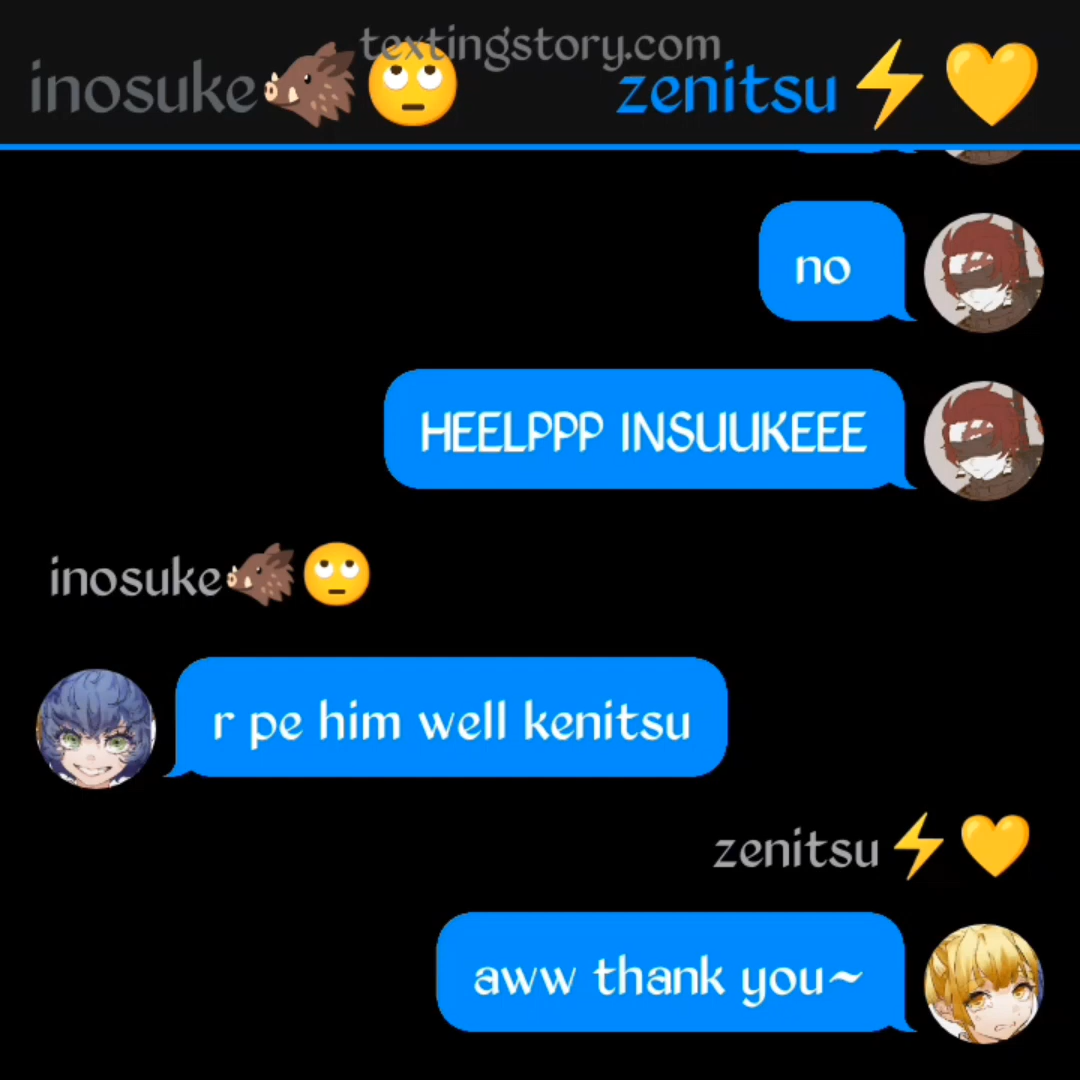 textingstory.com
inosuke🐗🙄 zenitsu⚡💛
no
HEELPPP INSUUKEEE
inosuke🐗🙄
r pe him well kenitsu
zenitsu⚡💛
aww thank you~